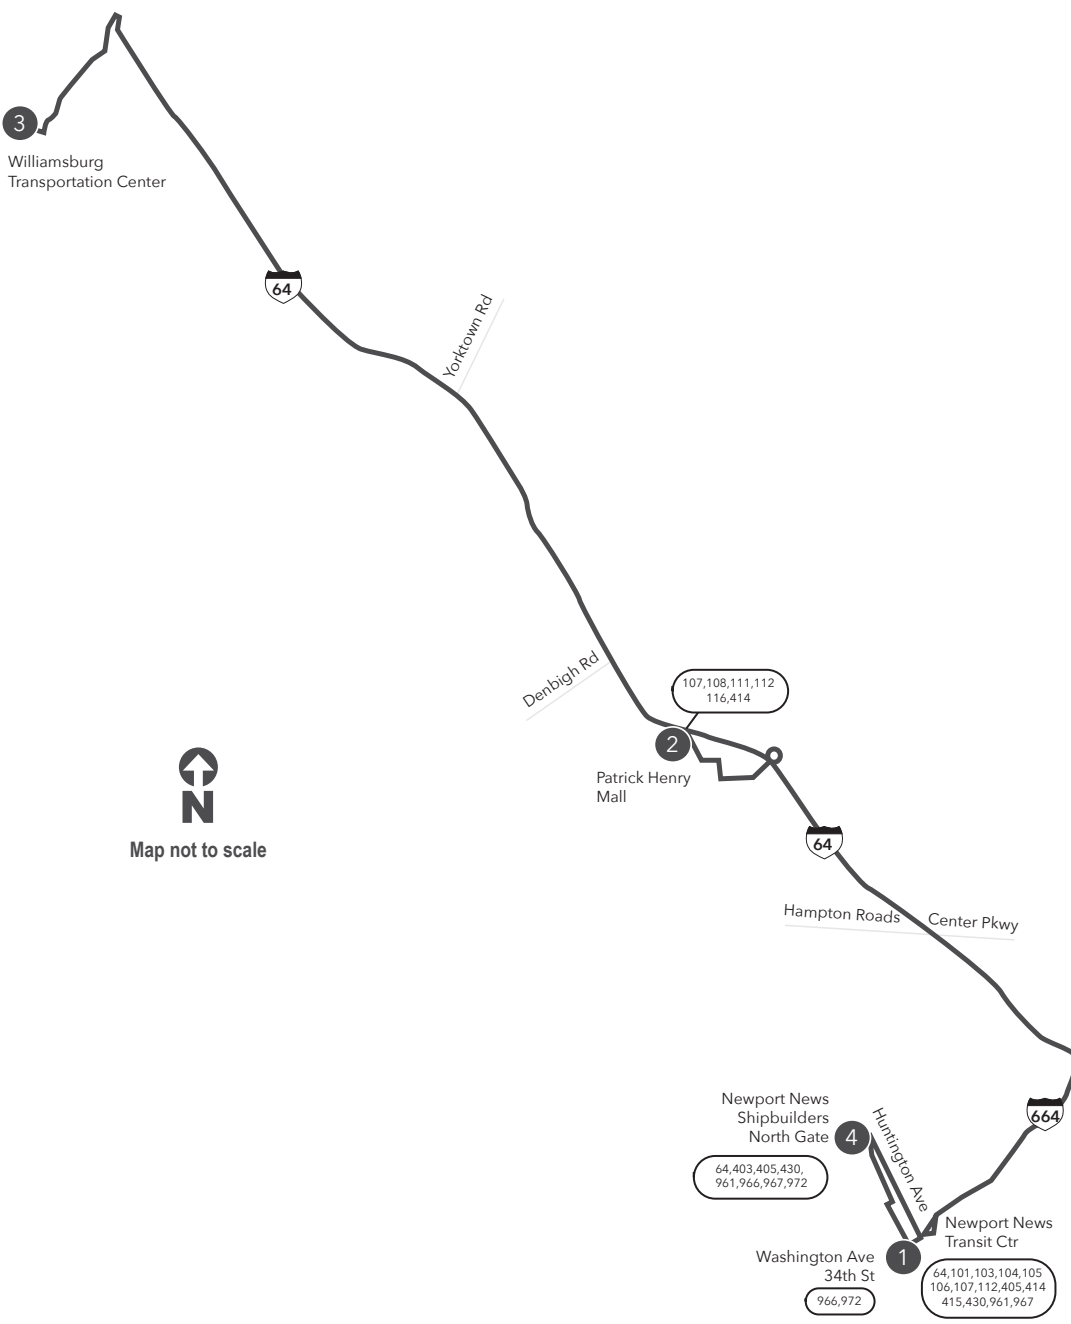 3
Williamsburg
Transportation Center
64
Yorktown Rd
Denbigh Rd
107,108,111,112
116,414
2
Patrick Henry
Mall
N
Map not to scale
64
Hampton Roads Center Pkwy
664
Newport News
Shipbuilders
North Gate
4
Huntington Ave
64,403,405,430,
961,966,967,972
Newport News
Transit Ctr
Washington Ave
34th St
1
966,972
64,101,103,104,105
106,107,112,405,414
415,430,961,967